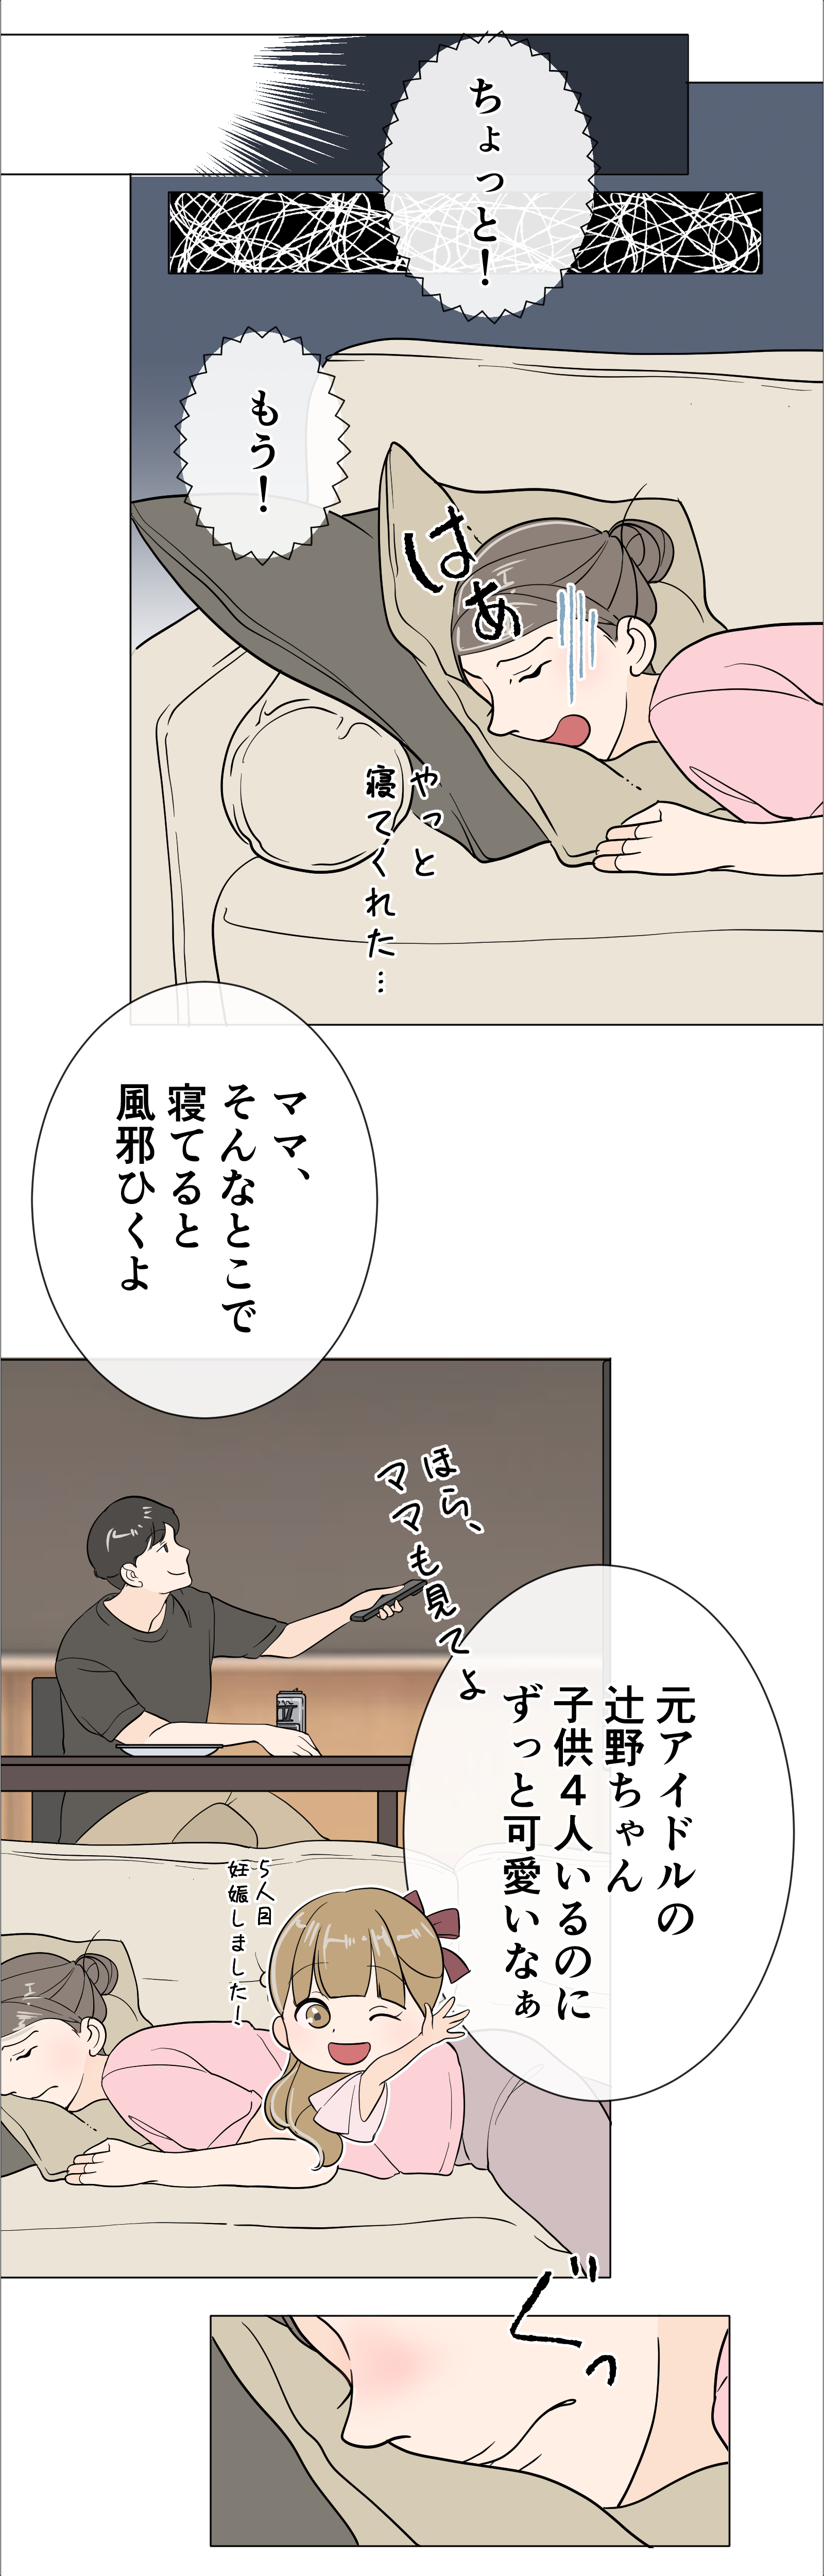 ちょっと！
もう！
はぁ
やっと
寝てくれた…
ママ、
そんなとこで
寝てると
風邪ひくよ
ほら、
ママも見てよ
元アイドルの
辻野ちゃん
子供４人いるのに
ずっと可愛いなぁ
5人目
妊娠しました！
ぐっ